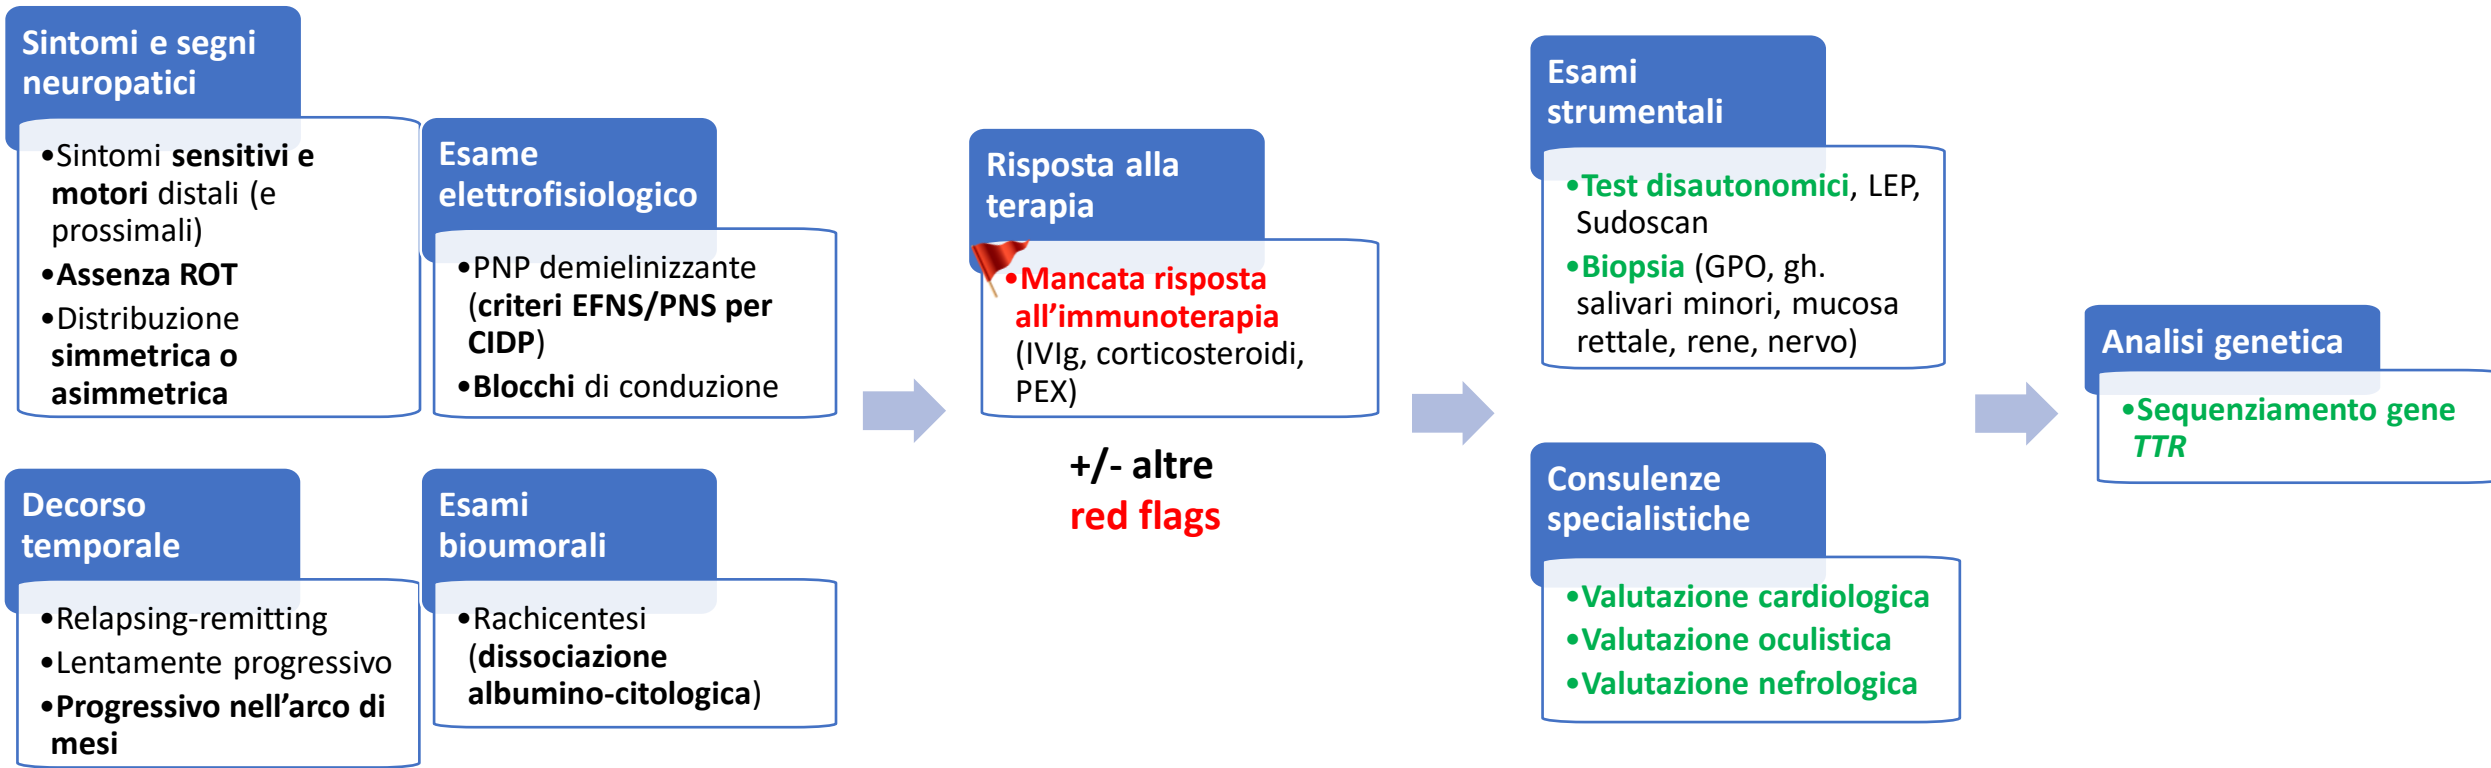 Sintomi e segni
neuropatici
•Sintomi sensitivi e
motori distali (e
prossimali)
•Assenza ROT
•Distribuzione
simmetrica o
asimmetrica
Esame
elettrofisiologico
•PNP demielinizzante
(criteri EFNS/PNS per
CIDP)
•Blocchi di conduzione
Decorso
temporale
•Relapsing-remitting
•Lentamente progressivo
•Progressivo nell'arco di
mesi
Esami
bioumorali
•Rachicentesi
(dissociazione
albumino-citologica)
Risposta alla
terapia
•Mancata risposta
all'immunoterapia
(IVIg, corticosteroidi,
PEX)
+/- altre
red flags
Esami
strumentali
•Test disautonomici, LEP,
Sudoscan
•Biopsia (GPO, gh.
salivari minori, mucosa
rettale, rene, nervo)
Consulenze
specialistiche
•Valutazione cardiologica
•Valutazione oculistica
•Valutazione nefrologica
Analisi genetica
•Sequenziamento gene
TTR